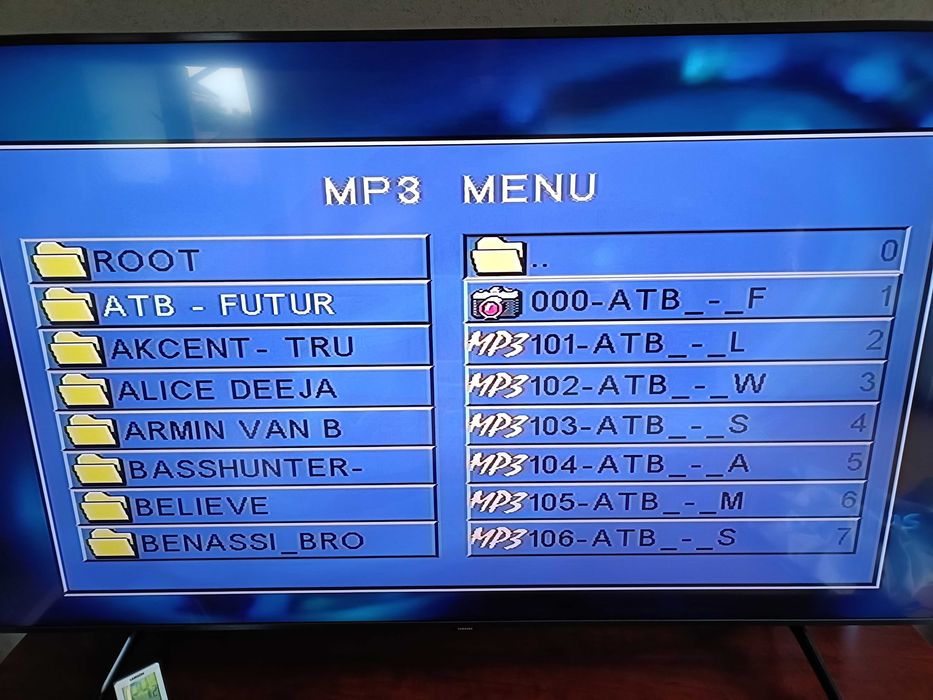 MP3 MENU
ROOT
ATB - FUTUR
AKCENT- TRU
ALICE DEEJA
ARMIN VAN B
BASSHUNTER-
BELIEVE
BENASSI_BRO
.. 0
000-ATB_-_F 1
MP3 101-ATB_-_L 2
MP3 102-ATB_-_W 3
MP3 103-ATB_-_S 4
MP3 104-ATB_-_A 5
MP3 105-ATB_-_M 6
MP3 106-ATB_-_S 7
SAMSUNG